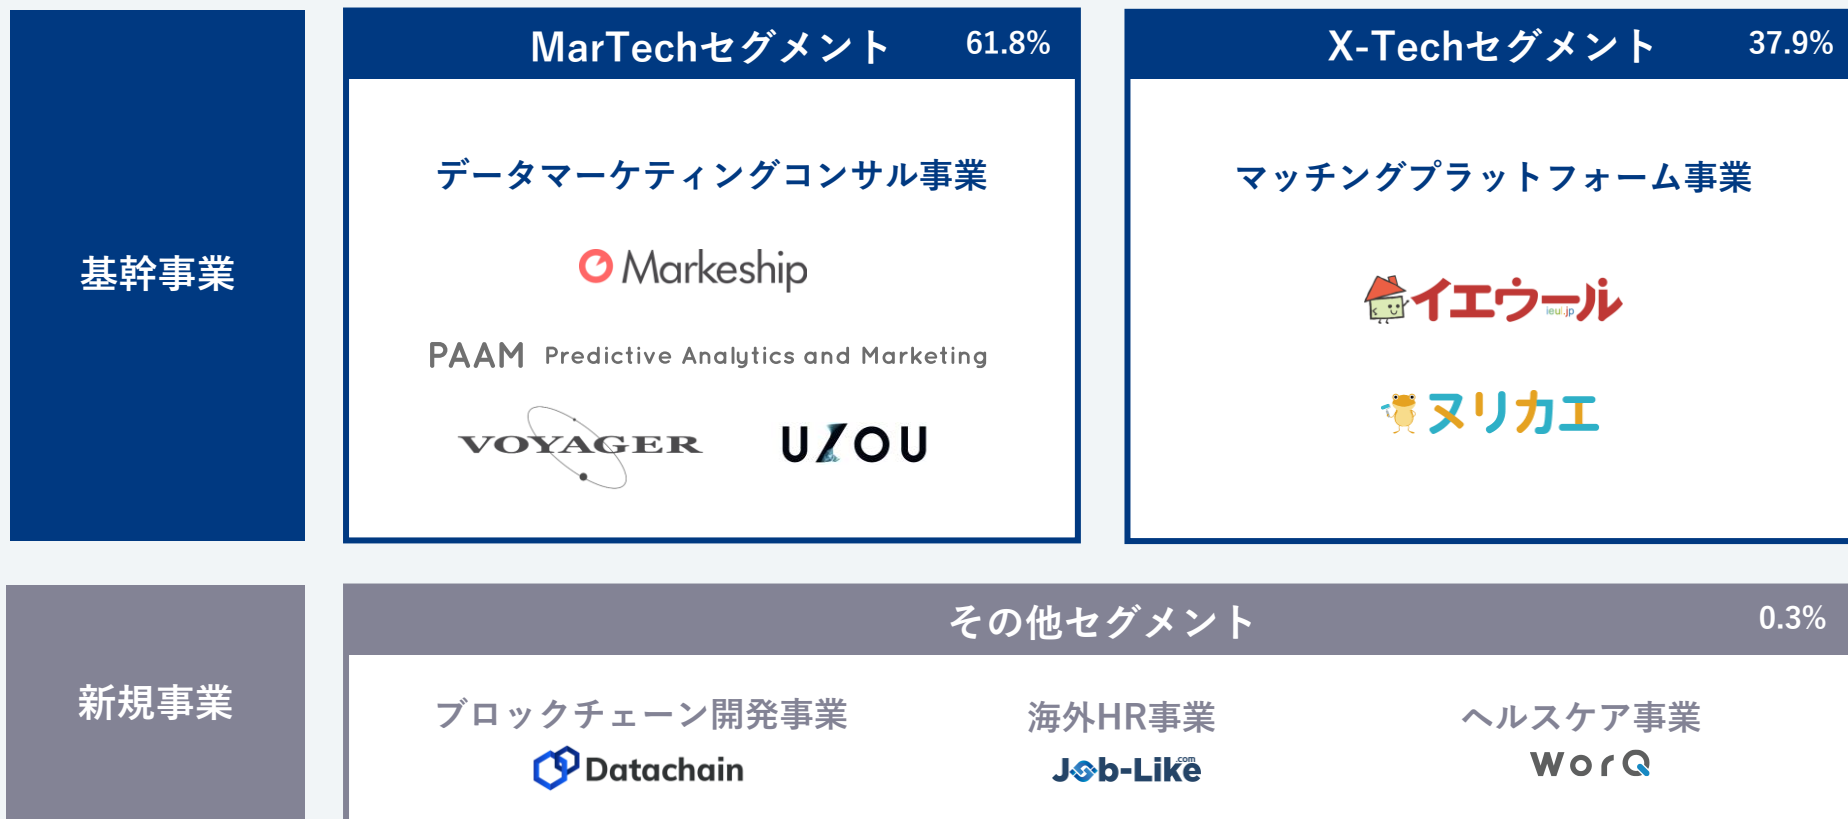 基幹事業
MarTechセグメント 61.8%
データマーケティングコンサル事業
Markeship
PAAM Predictive Analytics and Marketing
VOYAGER UZOU
X-Techセグメント 37.9%
マッチングプラットフォーム事業
イエウール
ieul.jp
ヌリカエ
新規事業
その他セグメント 0.3%
ブロックチェーン開発事業
Datachain
海外HR事業
Job-Like.com
ヘルスケア事業
WorQ